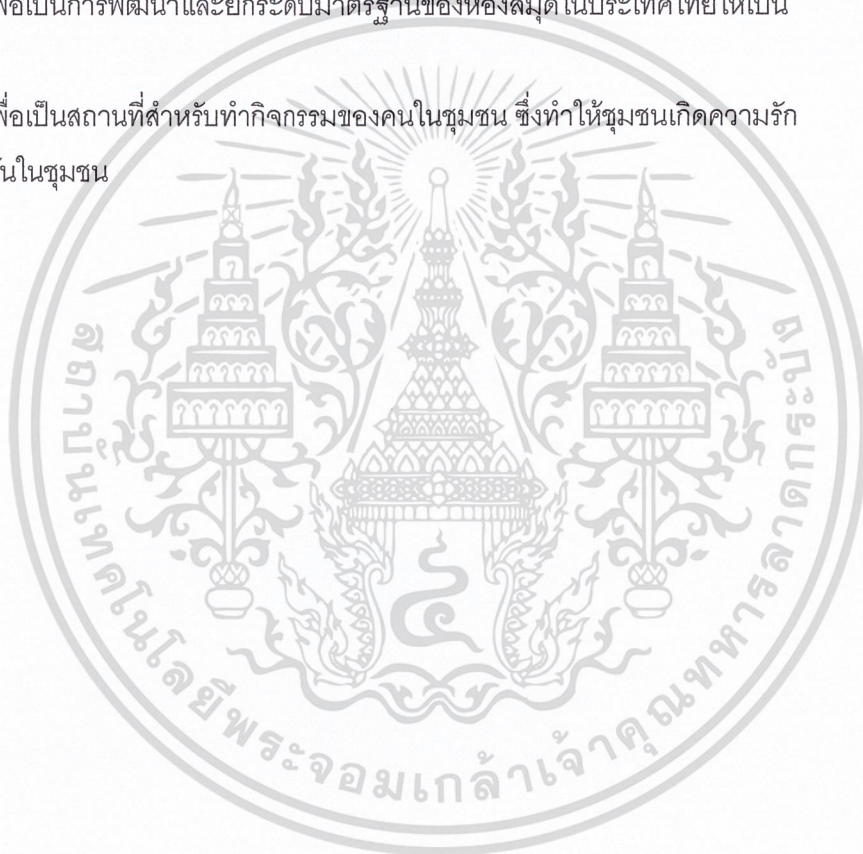 พื่อเป็นการพัฒนาและยกระดับมาตรฐานของห้องสมุดในประเทศไทยให้เป็น
พื่อเป็นสถานที่สำหรับทำกิจกรรมของคนในชุมชน ซึ่งทำให้ชุมชนเกิดความรัก
ันในชุมชน
๔
สถาบันเทคโนโลยีพระจอมเกล้าเจ้าคุณทหารลาดกระบัง